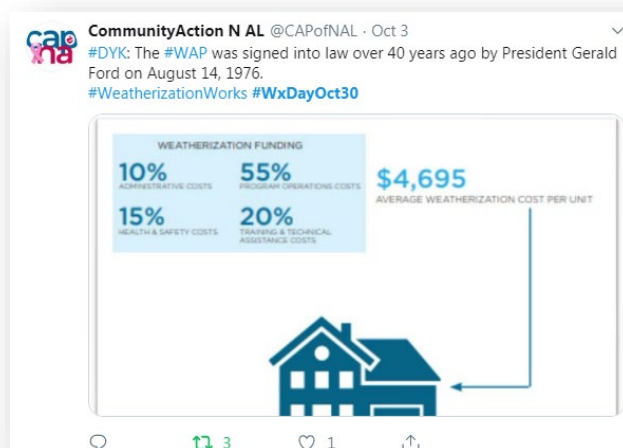 cap
na
CommunityAction N AL @CAPofNAL · Oct 3
#DYK: The #WAP was signed into law over 40 years ago by President Gerald
Ford on August 14, 1976.
#WeatherizationWorks #WxDayOct30
WEATHERIZATION FUNDING
10% 55%
ADMINISTRATIVE COSTS PROGRAM OPERATIONS COSTS
15% 20%
HEALTH & SAFETY COSTS TRAINING & TECHNICAL
ASSISTANCE COSTS
$4,695
AVERAGE WEATHERIZATION COST PER UNIT
3 1